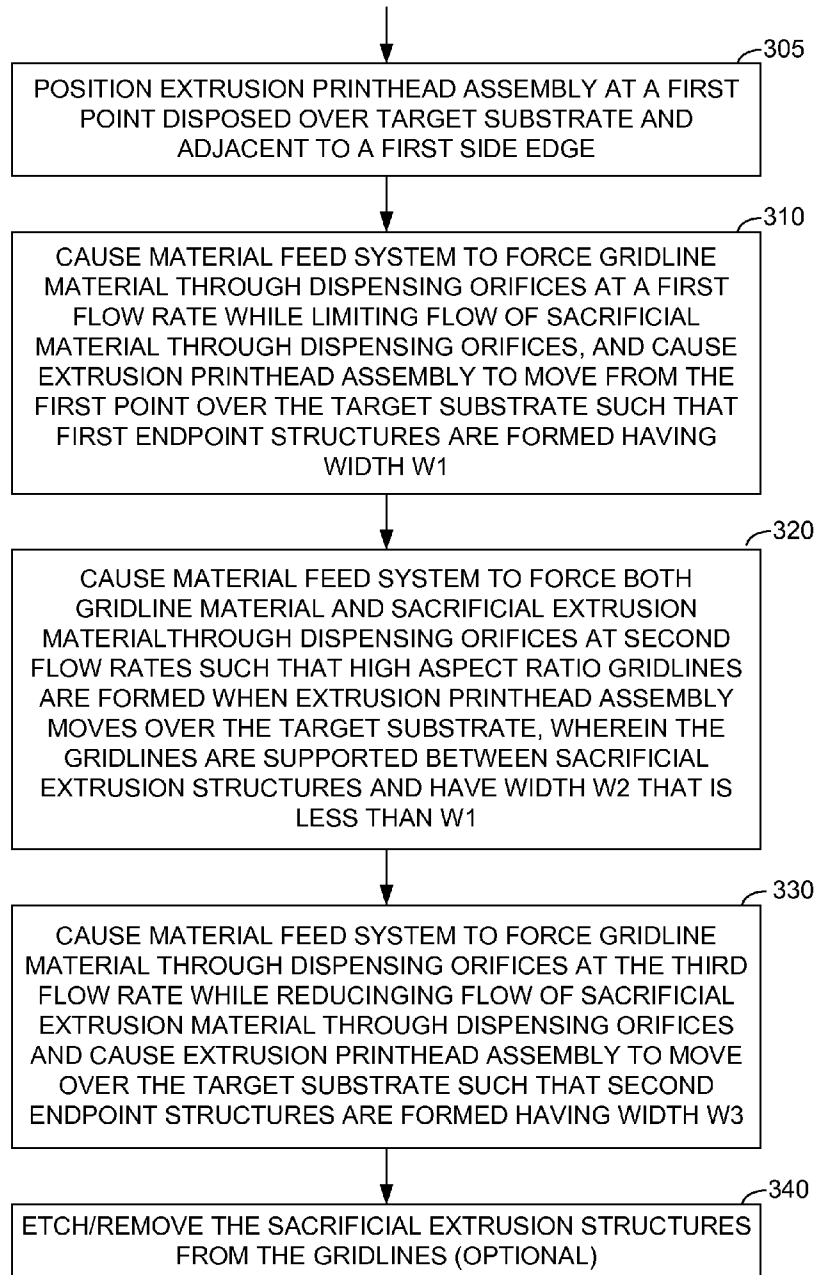 305
POSITION EXTRUSION PRINTHEAD ASSEMBLY AT A FIRST
POINT DISPOSED OVER TARGET SUBSTRATE AND
ADJACENT TO A FIRST SIDE EDGE
310
CAUSE MATERIAL FEED SYSTEM TO FORCE GRIDLINE
MATERIAL THROUGH DISPENSING ORIFICES AT A FIRST
FLOW RATE WHILE LIMITING FLOW OF SACRIFICIAL
MATERIAL THROUGH DISPENSING ORIFICES, AND CAUSE
EXTRUSION PRINTHEAD ASSEMBLY TO MOVE FROM THE
FIRST POINT OVER THE TARGET SUBSTRATE SUCH THAT
FIRST ENDPOINT STRUCTURES ARE FORMED HAVING
WIDTH W1
320
CAUSE MATERIAL FEED SYSTEM TO FORCE BOTH
GRIDLINE MATERIAL AND SACRIFICIAL EXTRUSION
MATERIALTHROUGH DISPENSING ORIFICES AT SECOND
FLOW RATES SUCH THAT HIGH ASPECT RATIO GRIDLINES
ARE FORMED WHEN EXTRUSION PRINTHEAD ASSEMBLY
MOVES OVER THE TARGET SUBSTRATE, WHEREIN THE
GRIDLINES ARE SUPPORTED BETWEEN SACRIFICIAL
EXTRUSION STRUCTURES AND HAVE WIDTH W2 THAT IS
LESS THAN W1
330
CAUSE MATERIAL FEED SYSTEM TO FORCE GRIDLINE
MATERIAL THROUGH DISPENSING ORIFICES AT THE THIRD
FLOW RATE WHILE REDUCINGING FLOW OF SACRIFICIAL
EXTRUSION MATERIAL THROUGH DISPENSING ORIFICES
AND CAUSE EXTRUSION PRINTHEAD ASSEMBLY TO MOVE
OVER THE TARGET SUBSTRATE SUCH THAT SECOND
ENDPOINT STRUCTURES ARE FORMED HAVING WIDTH W3
340
ETCH/REMOVE THE SACRIFICIAL EXTRUSION STRUCTURES
FROM THE GRIDLINES (OPTIONAL)